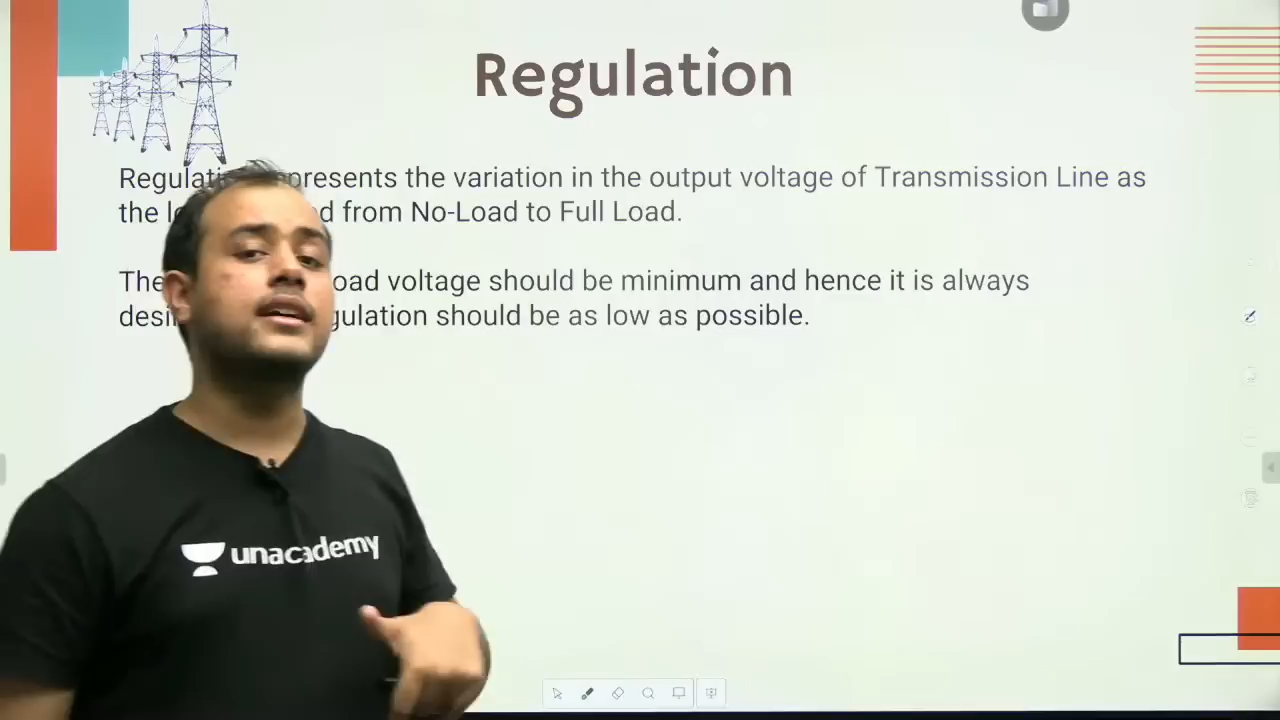 Regulation
Regulati presents the variation in the output voltage of Transmission Line as
the l d from No-Load to Full Load.
The oad voltage should be minimum and hence it is always
desi gulation should be as low as possible.
unacademy